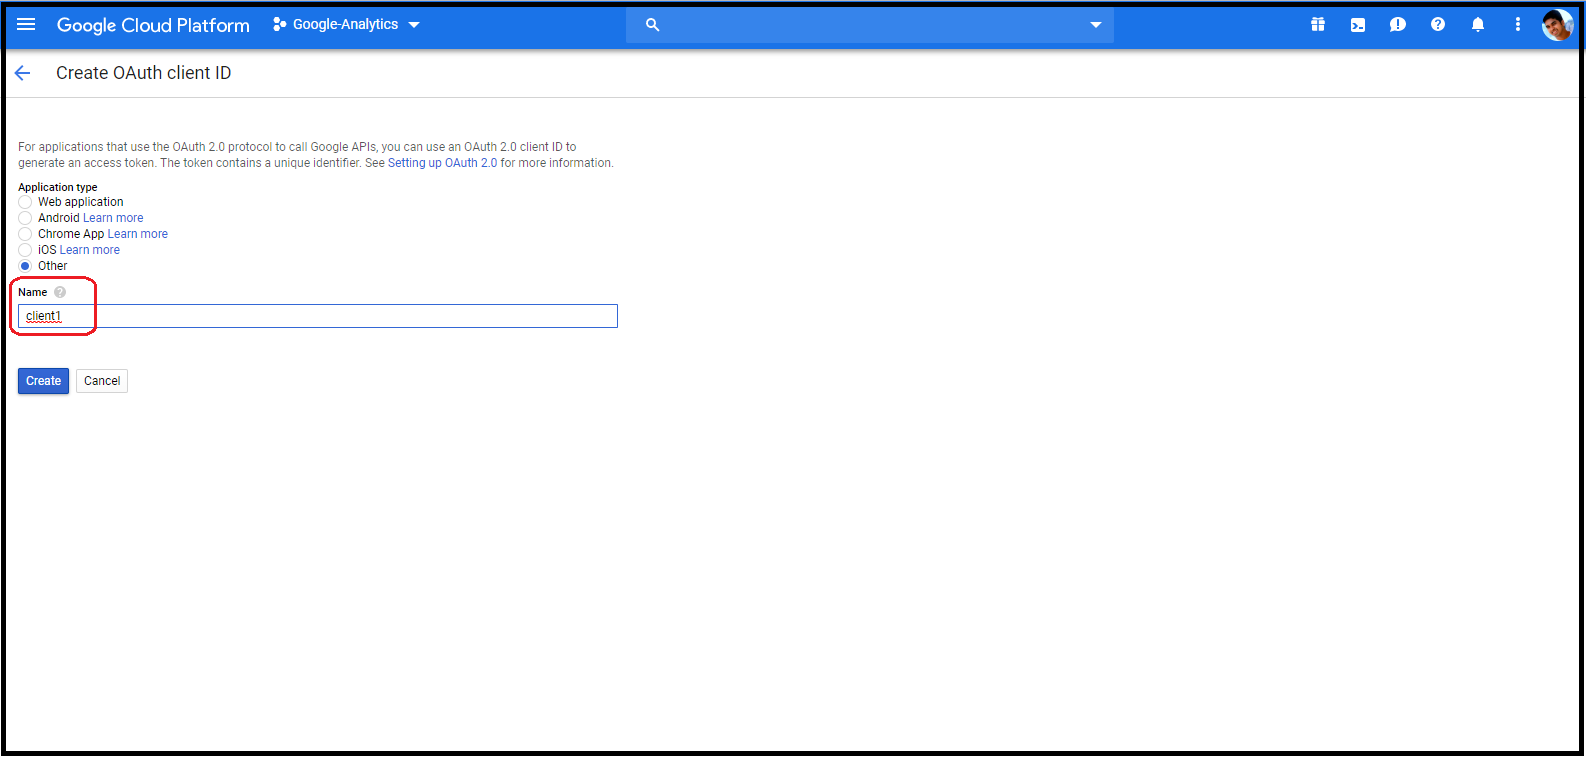 Google Cloud Platform Google-Analytics
Create OAuth client ID
For applications that use the OAuth 2.0 protocol to call Google APIs, you can use an OAuth 2.0 client ID to
generate an access token. The token contains a unique identifier. See Setting up OAuth 2.0 for more information.
Application type
Web application
Android Learn more
Chrome App Learn more
iOS Learn more
Other
Name ?
client1
Create Cancel